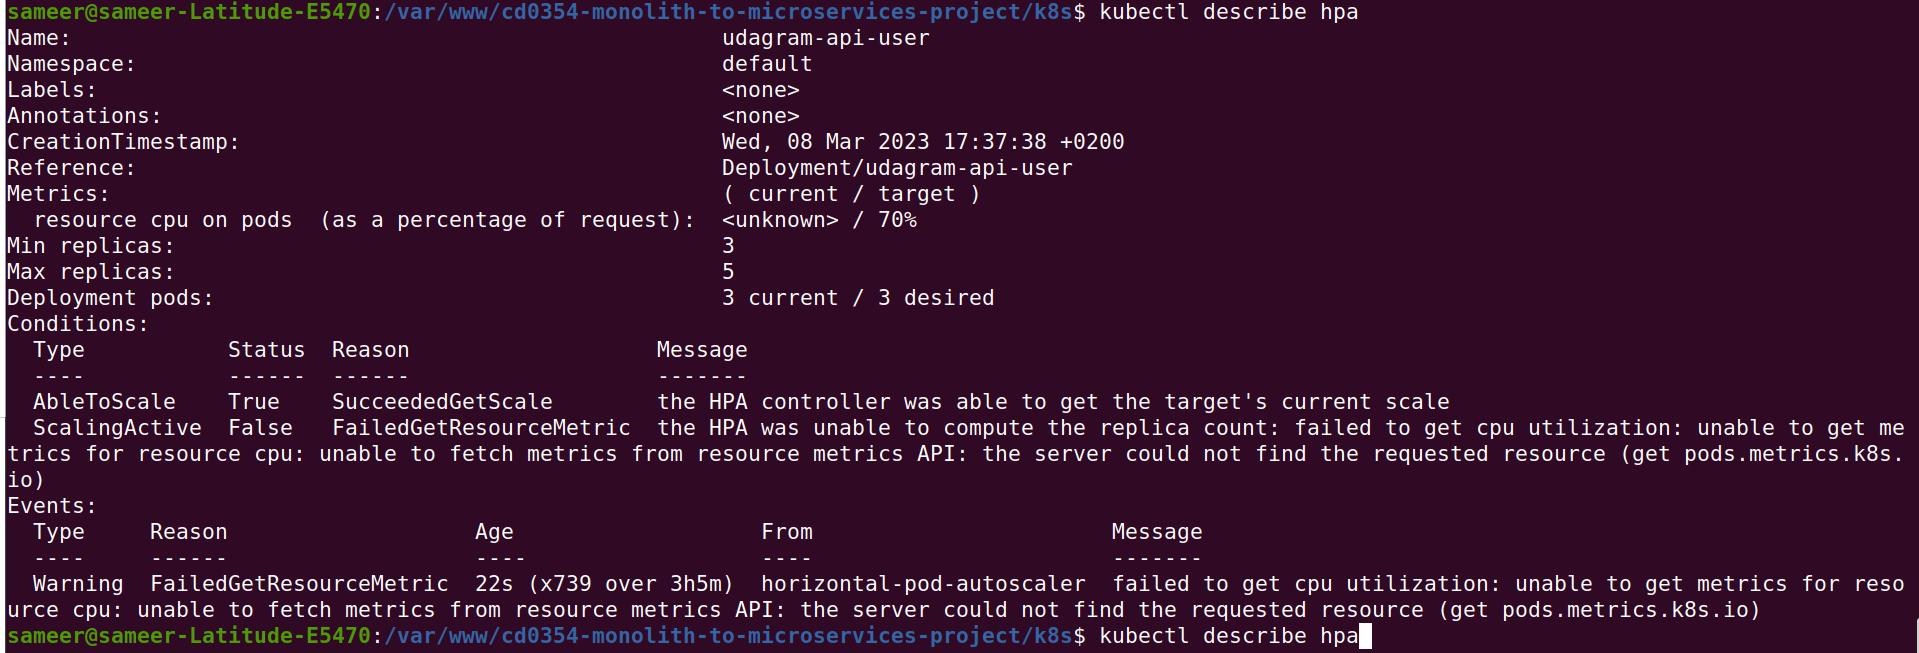 sameer@sameer-Latitude-E5470:/var/www/cd0354-monolith-to-microservices-project/k8s$ kubectl describe hpa
Name:                                                  udagram-api-user
Namespace:                                             default
Labels:                                                <none>
Annotations:                                           <none>
CreationTimestamp:                                     Wed, 08 Mar 2023 17:37:38 +0200
Reference:                                             Deployment/udagram-api-user
Metrics:                                               ( current / target )
  resource cpu on pods  (as a percentage of request):  <unknown> / 70%
Min replicas:                                          3
Max replicas:                                          5
Deployment pods:                                       3 current / 3 desired
Conditions:
  Type           Status  Reason                   Message
  ----           ------  ------                   -------
  AbleToScale    True    SucceededGetScale        the HPA controller was able to get the target's current scale
  ScalingActive  False   FailedGetResourceMetric  the HPA was unable to compute the replica count: failed to get cpu utilization: unable to get me
trics for resource cpu: unable to fetch metrics from resource metrics API: the server could not find the requested resource (get pods.metrics.k8s.
io)
Events:
  Type     Reason                   Age                   From                       Message
  ----     ------                   ----                  ----                       -------
  Warning  FailedGetResourceMetric  22s (x739 over 3h5m)  horizontal-pod-autoscaler  failed to get cpu utilization: unable to get metrics for reso
urce cpu: unable to fetch metrics from resource metrics API: the server could not find the requested resource (get pods.metrics.k8s.io)
sameer@sameer-Latitude-E5470:/var/www/cd0354-monolith-to-microservices-project/k8s$ kubectl describe hpa